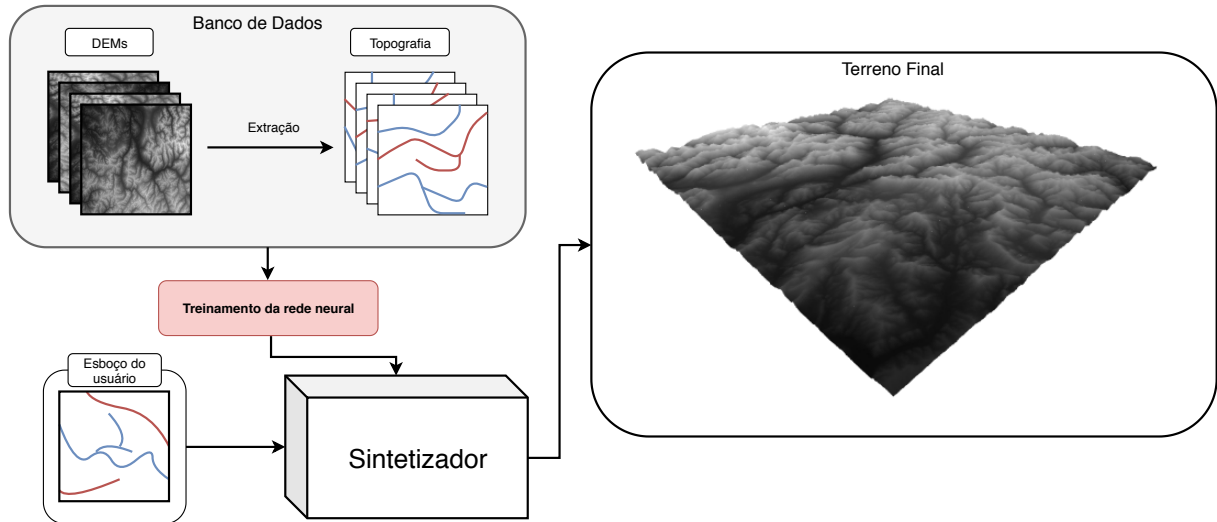 Banco de Dados
DEMs
Topografia
Extração
Treinamento da rede neural
Esboço do
usuário
Sintetizador
Terreno Final